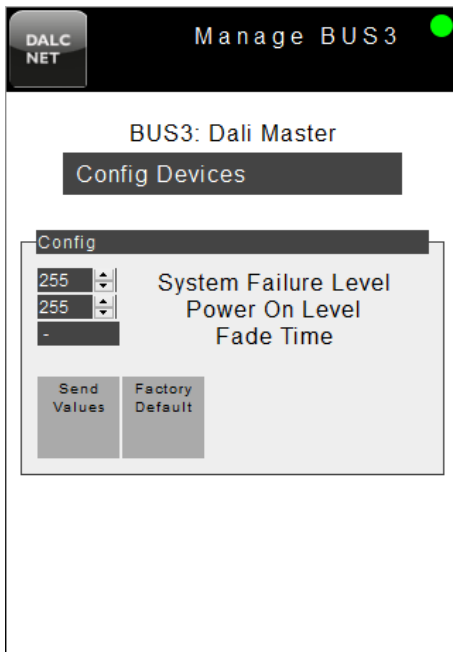 DALC
NET
Manage BUS3
BUS3: Dali Master
Config Devices
Config
255 System Failure Level
255 Power On Level
- Fade Time
Send Values
Factory Default